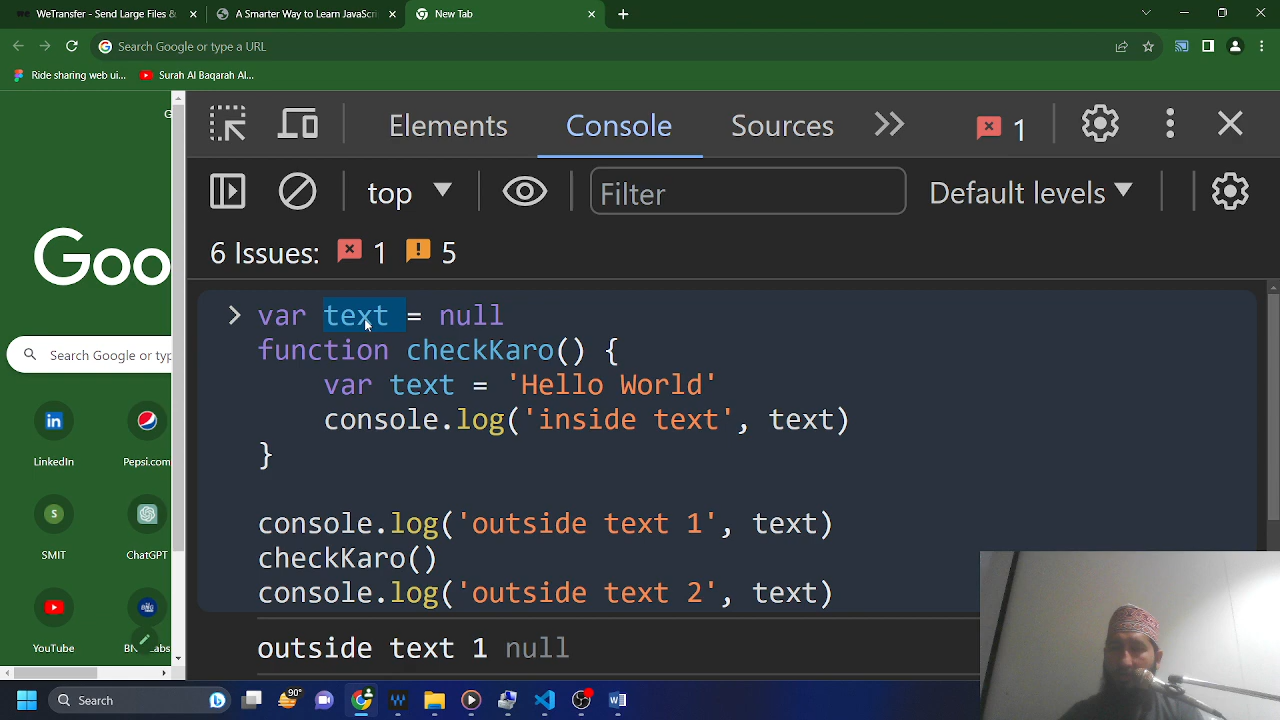 WeTransfer - Send Large Files &
A Smarter Way to Learn JavaScri
New Tab
Search Google or type a URL
Ride sharing web ui...
Surah Al Baqarah Al...
Elements
Console
Sources
1
top
Filter
Default levels
6 Issues:
1
5
var text = null
function checkKaro() {
var text = 'Hello World'
console.log('inside text', text)
}
console.log('outside text 1', text)
checkKaro()
console.log('outside text 2', text)
outside text 1 null
G
Goo
Search Google or typ
LinkedIn
Pepsi.com
S
SMIT
ChatGPT
YouTube
Search
90°